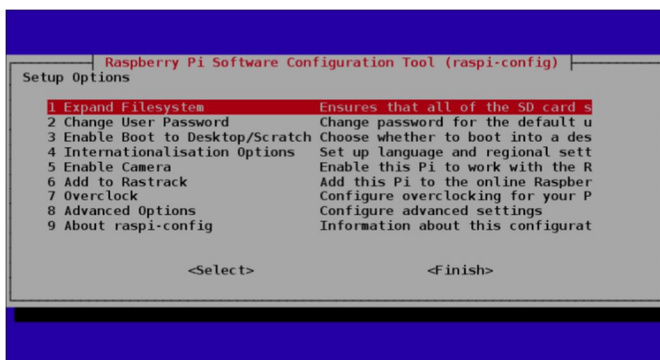 Raspberry Pi Software Configuration Tool (raspi-config)
Setup Options
1 Expand Filesystem Ensures that all of the SD card s
2 Change User Password Change password for the default u
3 Enable Boot to Desktop/Scratch Choose whether to boot into a des
4 Internationalisation Options Set up language and regional sett
5 Enable Camera Enable this Pi to work with the R
6 Add to Rastrack Add this Pi to the online Raspber
7 Overclock Configure overclocking for your P
8 Advanced Options Configure advanced settings
9 About raspi-config Information about this configurat
<Select> <Finish>